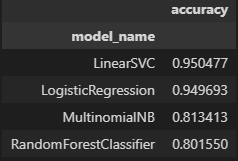 accuracy
model_name
LinearSVC 0.950477
LogisticRegression 0.949693
MultinomialNB 0.813413
RandomForestClassifier 0.801550